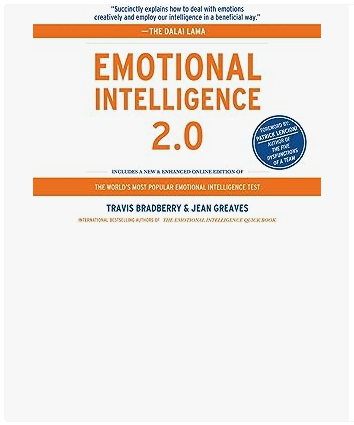 "Succinctly explains how to deal with emotions
creatively and employ our intelligence in a beneficial way."
—THE DALAI LAMA
EMOTIONAL
INTELLIGENCE
2.0
FOREWORD BY
PATRICK LENCIONI
AUTHOR OF
THE FIVE
DYSFUNCTIONS
OF A TEAM
INCLUDES A NEW & ENHANCED ONLINE EDITION OF
THE WORLD'S MOST POPULAR EMOTIONAL INTELLIGENCE TEST
TRAVIS BRADBERRY & JEAN GREAVES
INTERNATIONAL BESTSELLING AUTHORS OF THE EMOTIONAL INTELLIGENCE QUICK BOOK